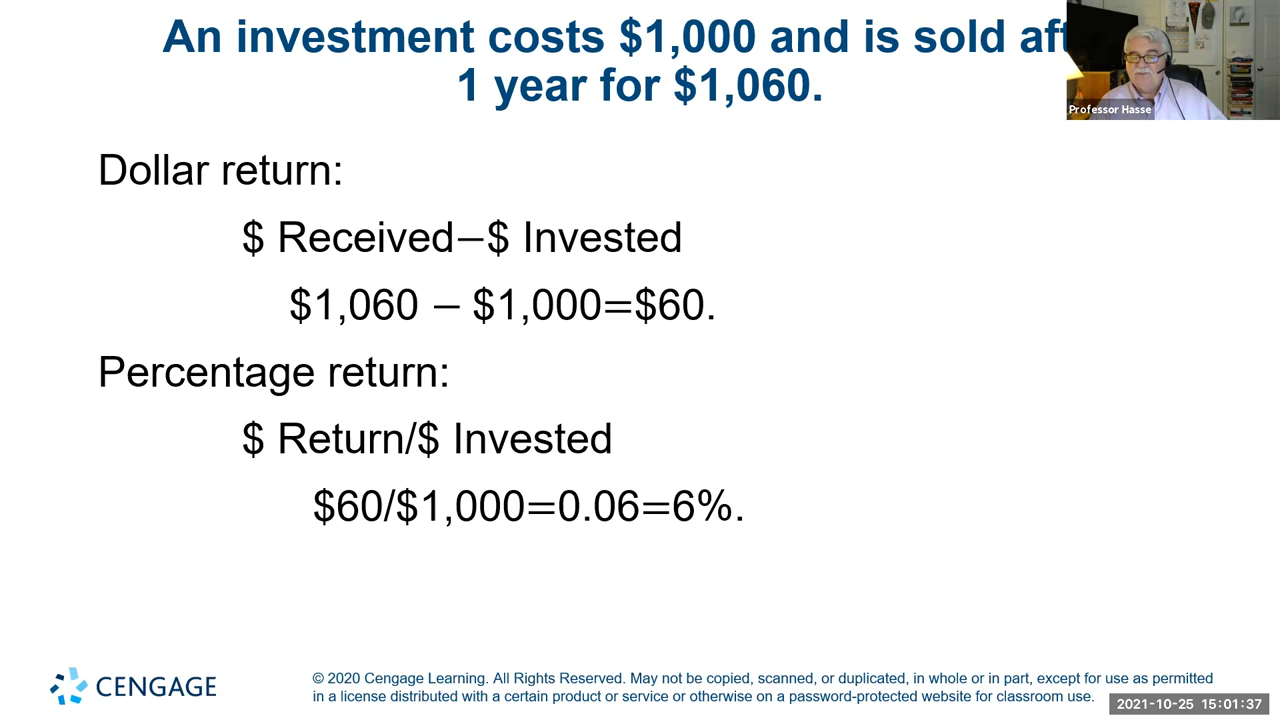 An investment costs $1,000 and is sold
1 year for $1,060.
Professor Hasse
Dollar return:
$ Received−$ Invested
$1,060 − $1,000=$60.
Percentage return:
$ Return/$ Invested
$60/$1,000=0.06=6%.
CENGAGE
© 2020 Cengage Learning. All Rights Reserved. May not be copied, scanned, or duplicated, in whole or in part, except for use as permitted
in a license distributed with a certain product or service or otherwise on a password-protected website for classroom use.
2021-10-25 15:01:37